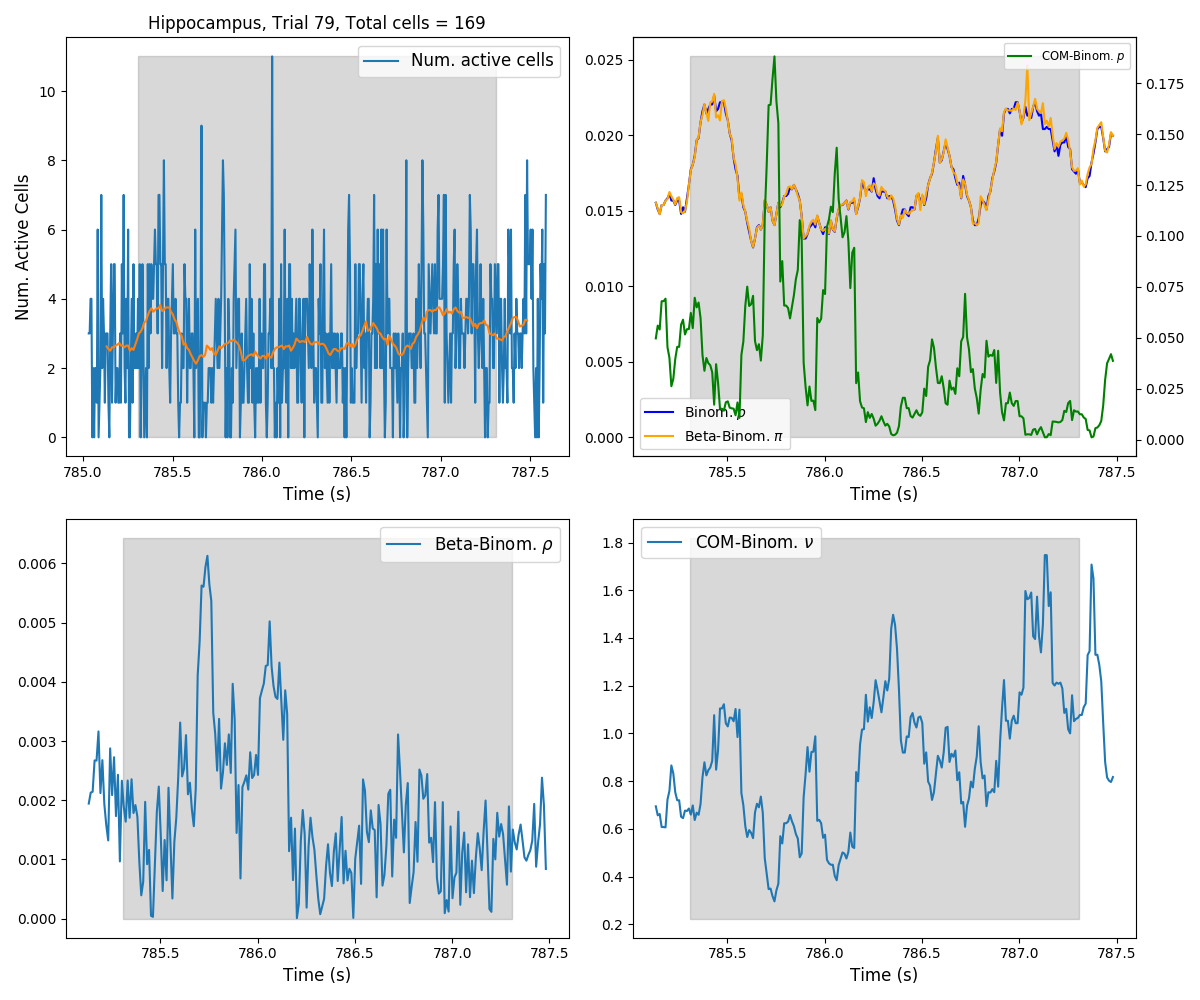 Hippocampus, Trial 79, Total cells = 169
Num. active cells
Num. Active Cells
10
8
6
4
2
0
785.0 785.5 786.0 786.5 787.0 787.5
Time (s)
COM-Binom. p
0.025
0.020
0.015
0.010
0.005
0.000
0.175
0.150
0.125
0.100
0.075
0.050
0.025
0.000
Binom. p
Beta-Binom. π
785.5 786.0 786.5 787.0 787.5
Time (s)
Beta-Binom. ρ
0.006
0.005
0.004
0.003
0.002
0.001
0.000
785.5 786.0 786.5 787.0 787.5
Time (s)
COM-Binom. ν
1.8
1.6
1.4
1.2
1.0
0.8
0.6
0.4
0.2
785.5 786.0 786.5 787.0 787.5
Time (s)